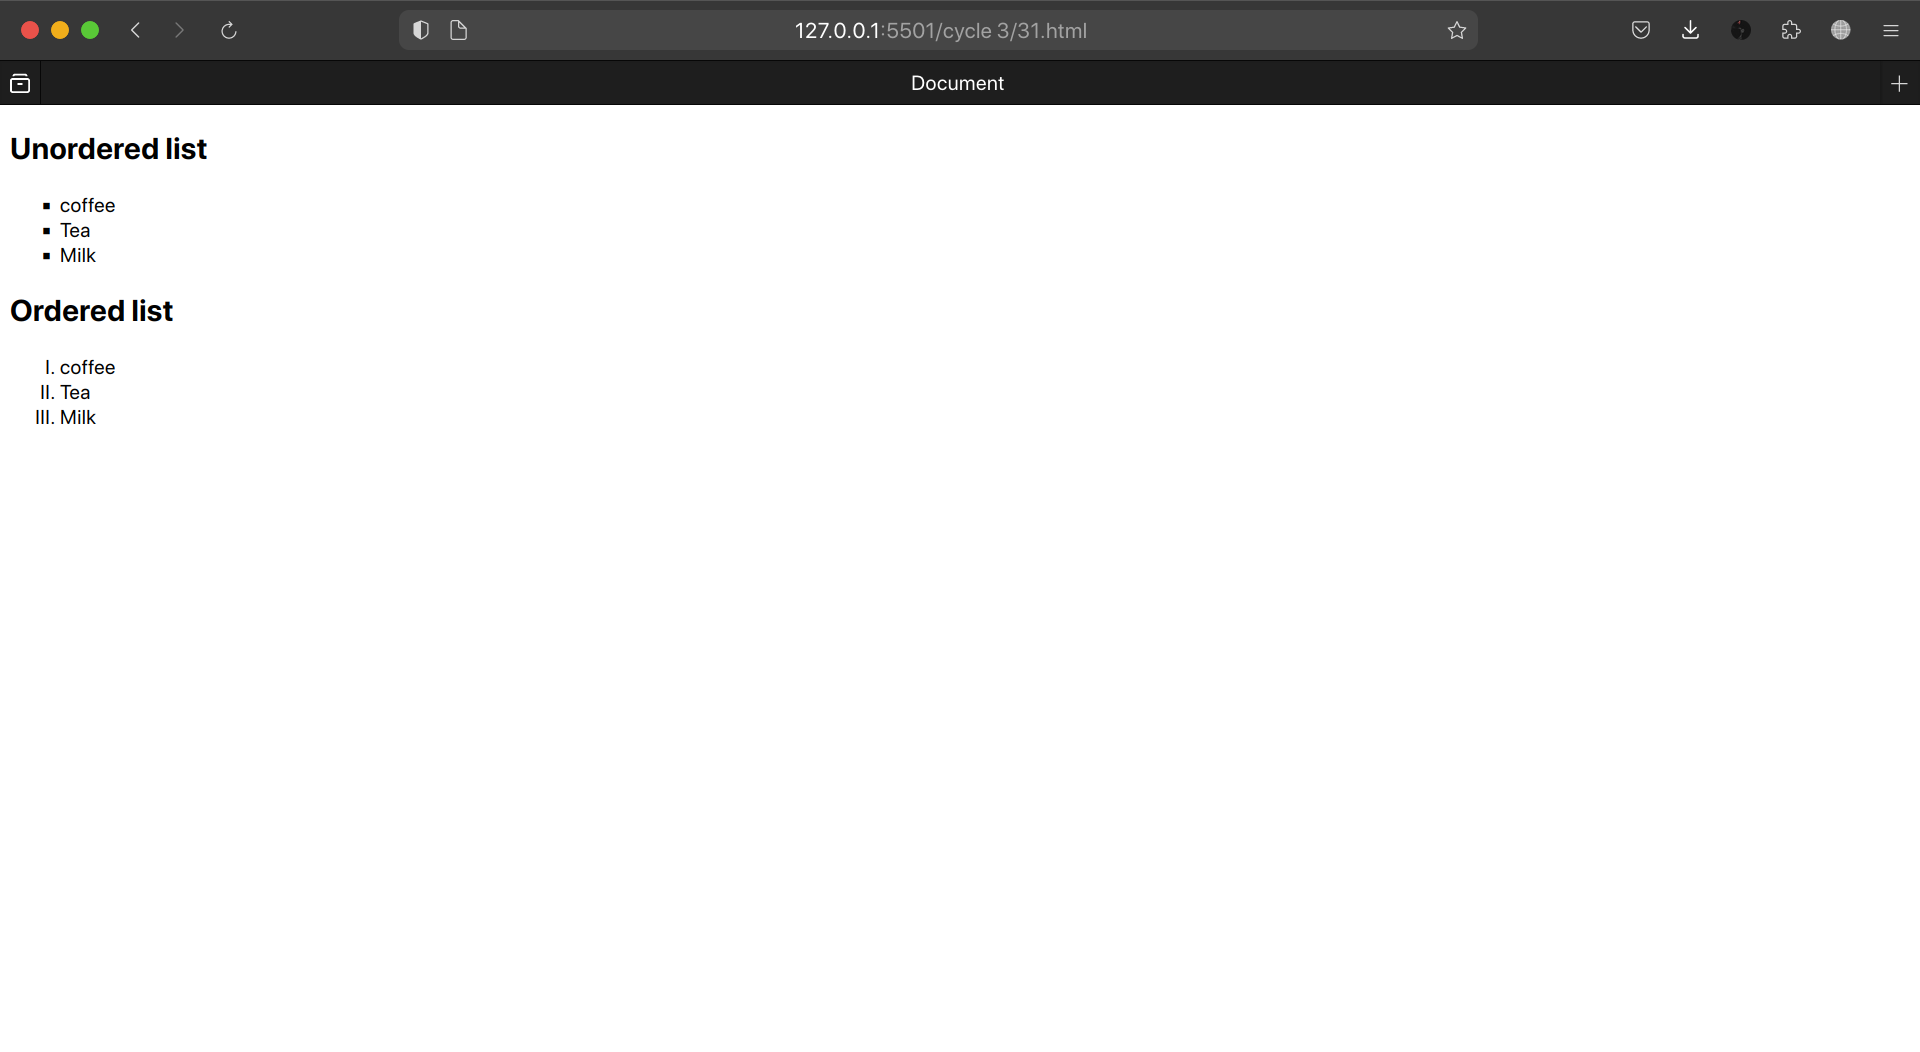 127.0.0.1:5501/cycle 3/31.html
Document
Unordered list
▪ coffee
▪ Tea
▪ Milk
Ordered list
I. coffee
II. Tea
III. Milk